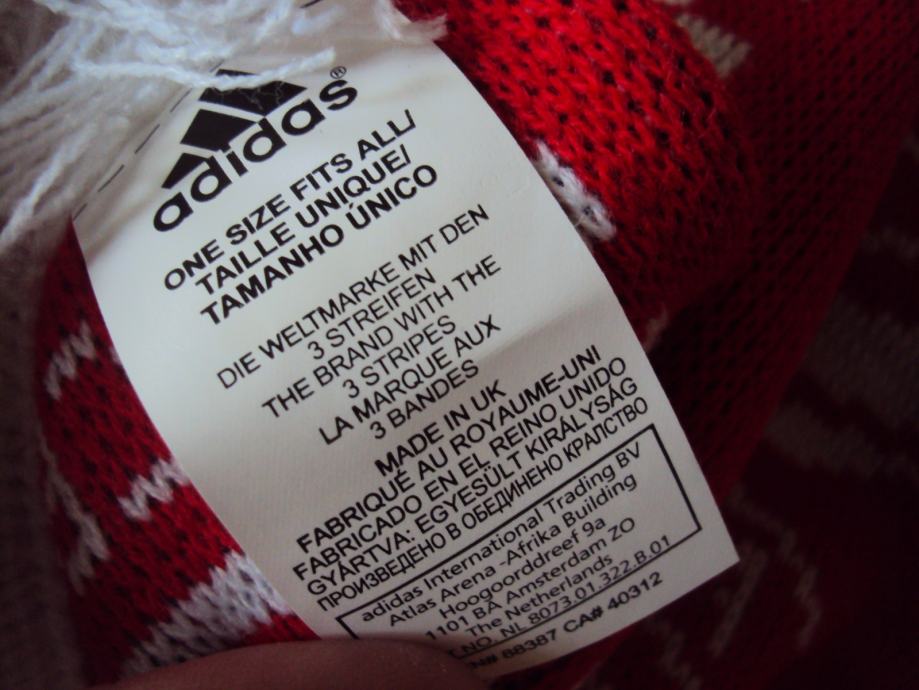 adidas®
ONE SIZE FITS ALL/
TAILLE UNIQUE/
TAMANHO ÚNICO
DIE WELTMARKE MIT DEN
3 STREIFEN
THE BRAND WITH THE
3 STRIPES
LA MARQUE AUX
3 BANDES
MADE IN UK
FABRIQUÉ AU ROYAUME-UNI
FABRICADO EN EL REINO UNIDO
GYÁRTVA: EGYESÜLT KIRÁLYSÁG
ПРОИЗВЕДЕНО В ОБЕДИНЕНО КРАЛСТВО
adidas International Trading BV
Atlas Arena -Afrika Building
Hoogoorddreef 9a
1101 BA Amsterdam ZO
The Netherlands
NO. NL 8073.01.322.B.01
N# 88387 CA# 40312